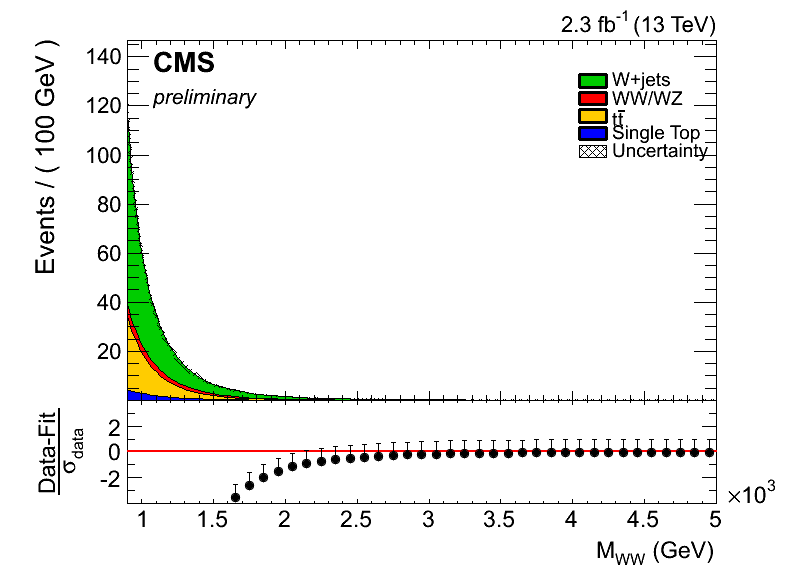 2.3 fb⁻¹ (13 TeV)
CMS
preliminary
W+jets
WW/WZ
tt̄
Single Top
Uncertainty
Events / ( 100 GeV )
140
120
100
80
60
40
20
Data-Fit
σdata
2
0
-2
×10³
1 1.5 2 2.5 3 3.5 4 4.5 5
M_WW (GeV)